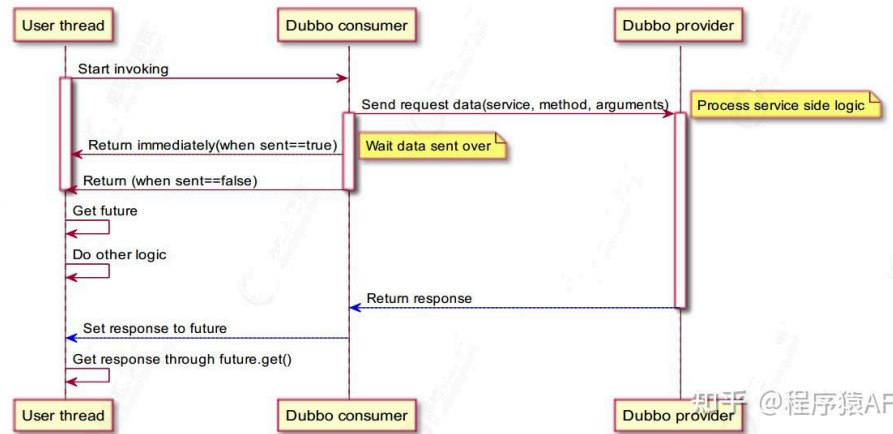 User thread
Dubbo consumer
Dubbo provider
Start invoking
Send request data(service, method, arguments)
Process service side logic
Return immediately(when sent==true)
Wait data sent over
Return (when sent==false)
Get future
Do other logic
Return response
Set response to future
Get response through future.get()
User thread
Dubbo consumer
Dubbo provider
知乎 @程序猿AF